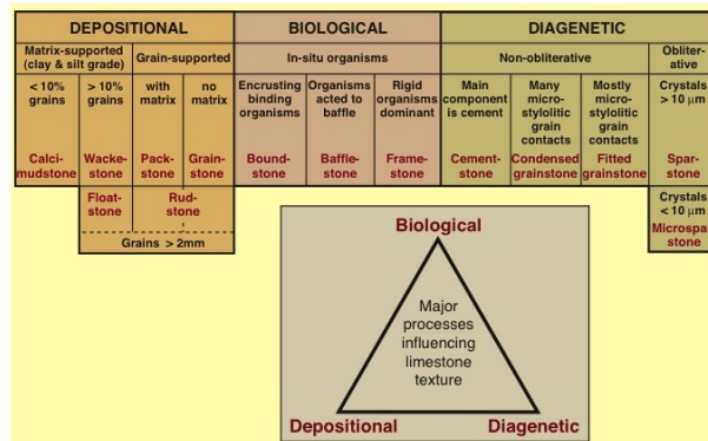 DEPOSITIONAL
BIOLOGICAL
DIAGENETIC
Matrix-supported
(clay & silt grade)
Grain-supported
In-situ organisms
Non-obliterative
Obliter-
ative
< 10%
grains
> 10%
grains
with
matrix
no
matrix
Encrusting
binding
organisms
Organisms
acted to
baffle
Rigid
organisms
dominant
Main
component
is cement
Many
micro-
stylolitic
grain
contacts
Mostly
micro-
stylolitic
grain
contacts
Crystals
> 10 µm
Calci-
mudstone
Wacke-
stone
Pack-
stone
Grain-
stone
Bound-
stone
Baffle-
stone
Frame-
stone
Cement-
stone
Condensed
grainstone
Fitted
grainstone
Spar-
stone
Float-
stone
Rud-
stone
Grains > 2mm
Crystals
< 10 µm
Microspar
stone
Biological
Major
processes
influencing
limestone
texture
Depositional
Diagenetic